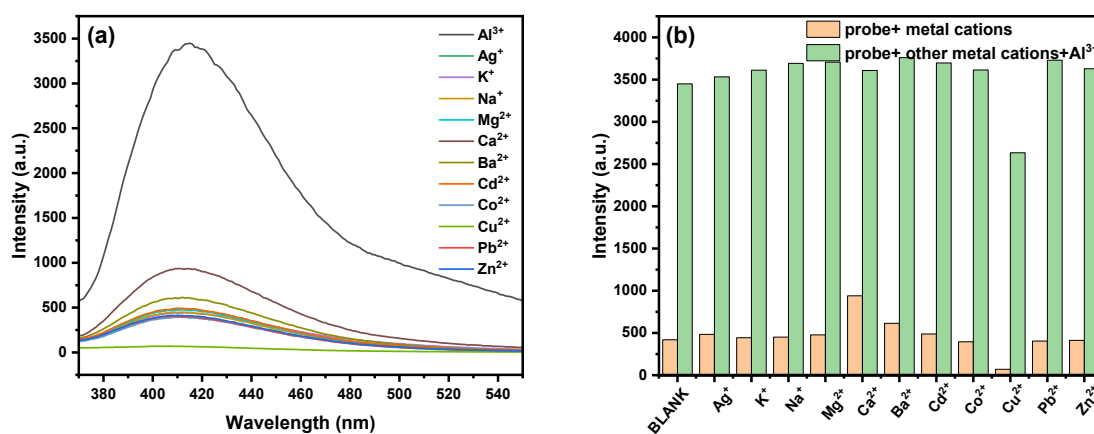 (a)
3500
3000
2500
2000
1500
1000
500
0
Intensity (a.u.)
380 400 420 440 460 480 500 520 540
Wavelength (nm)
Al³⁺
Ag⁺
K⁺
Na⁺
Mg²⁺
Ca²⁺
Ba²⁺
Cd²⁺
Co²⁺
Cu²⁺
Pb²⁺
Zn²⁺
(b)
probe+ metal cations
probe+ other metal cations+Al³⁺
4000
3500
3000
2500
2000
1500
1000
500
0
Intensity (a.u.)
BLANK Ag⁺ K⁺ Na⁺ Mg²⁺ Ca²⁺ Ba²⁺ Cd²⁺ Co²⁺ Cu²⁺ Pb²⁺ Zn²⁺